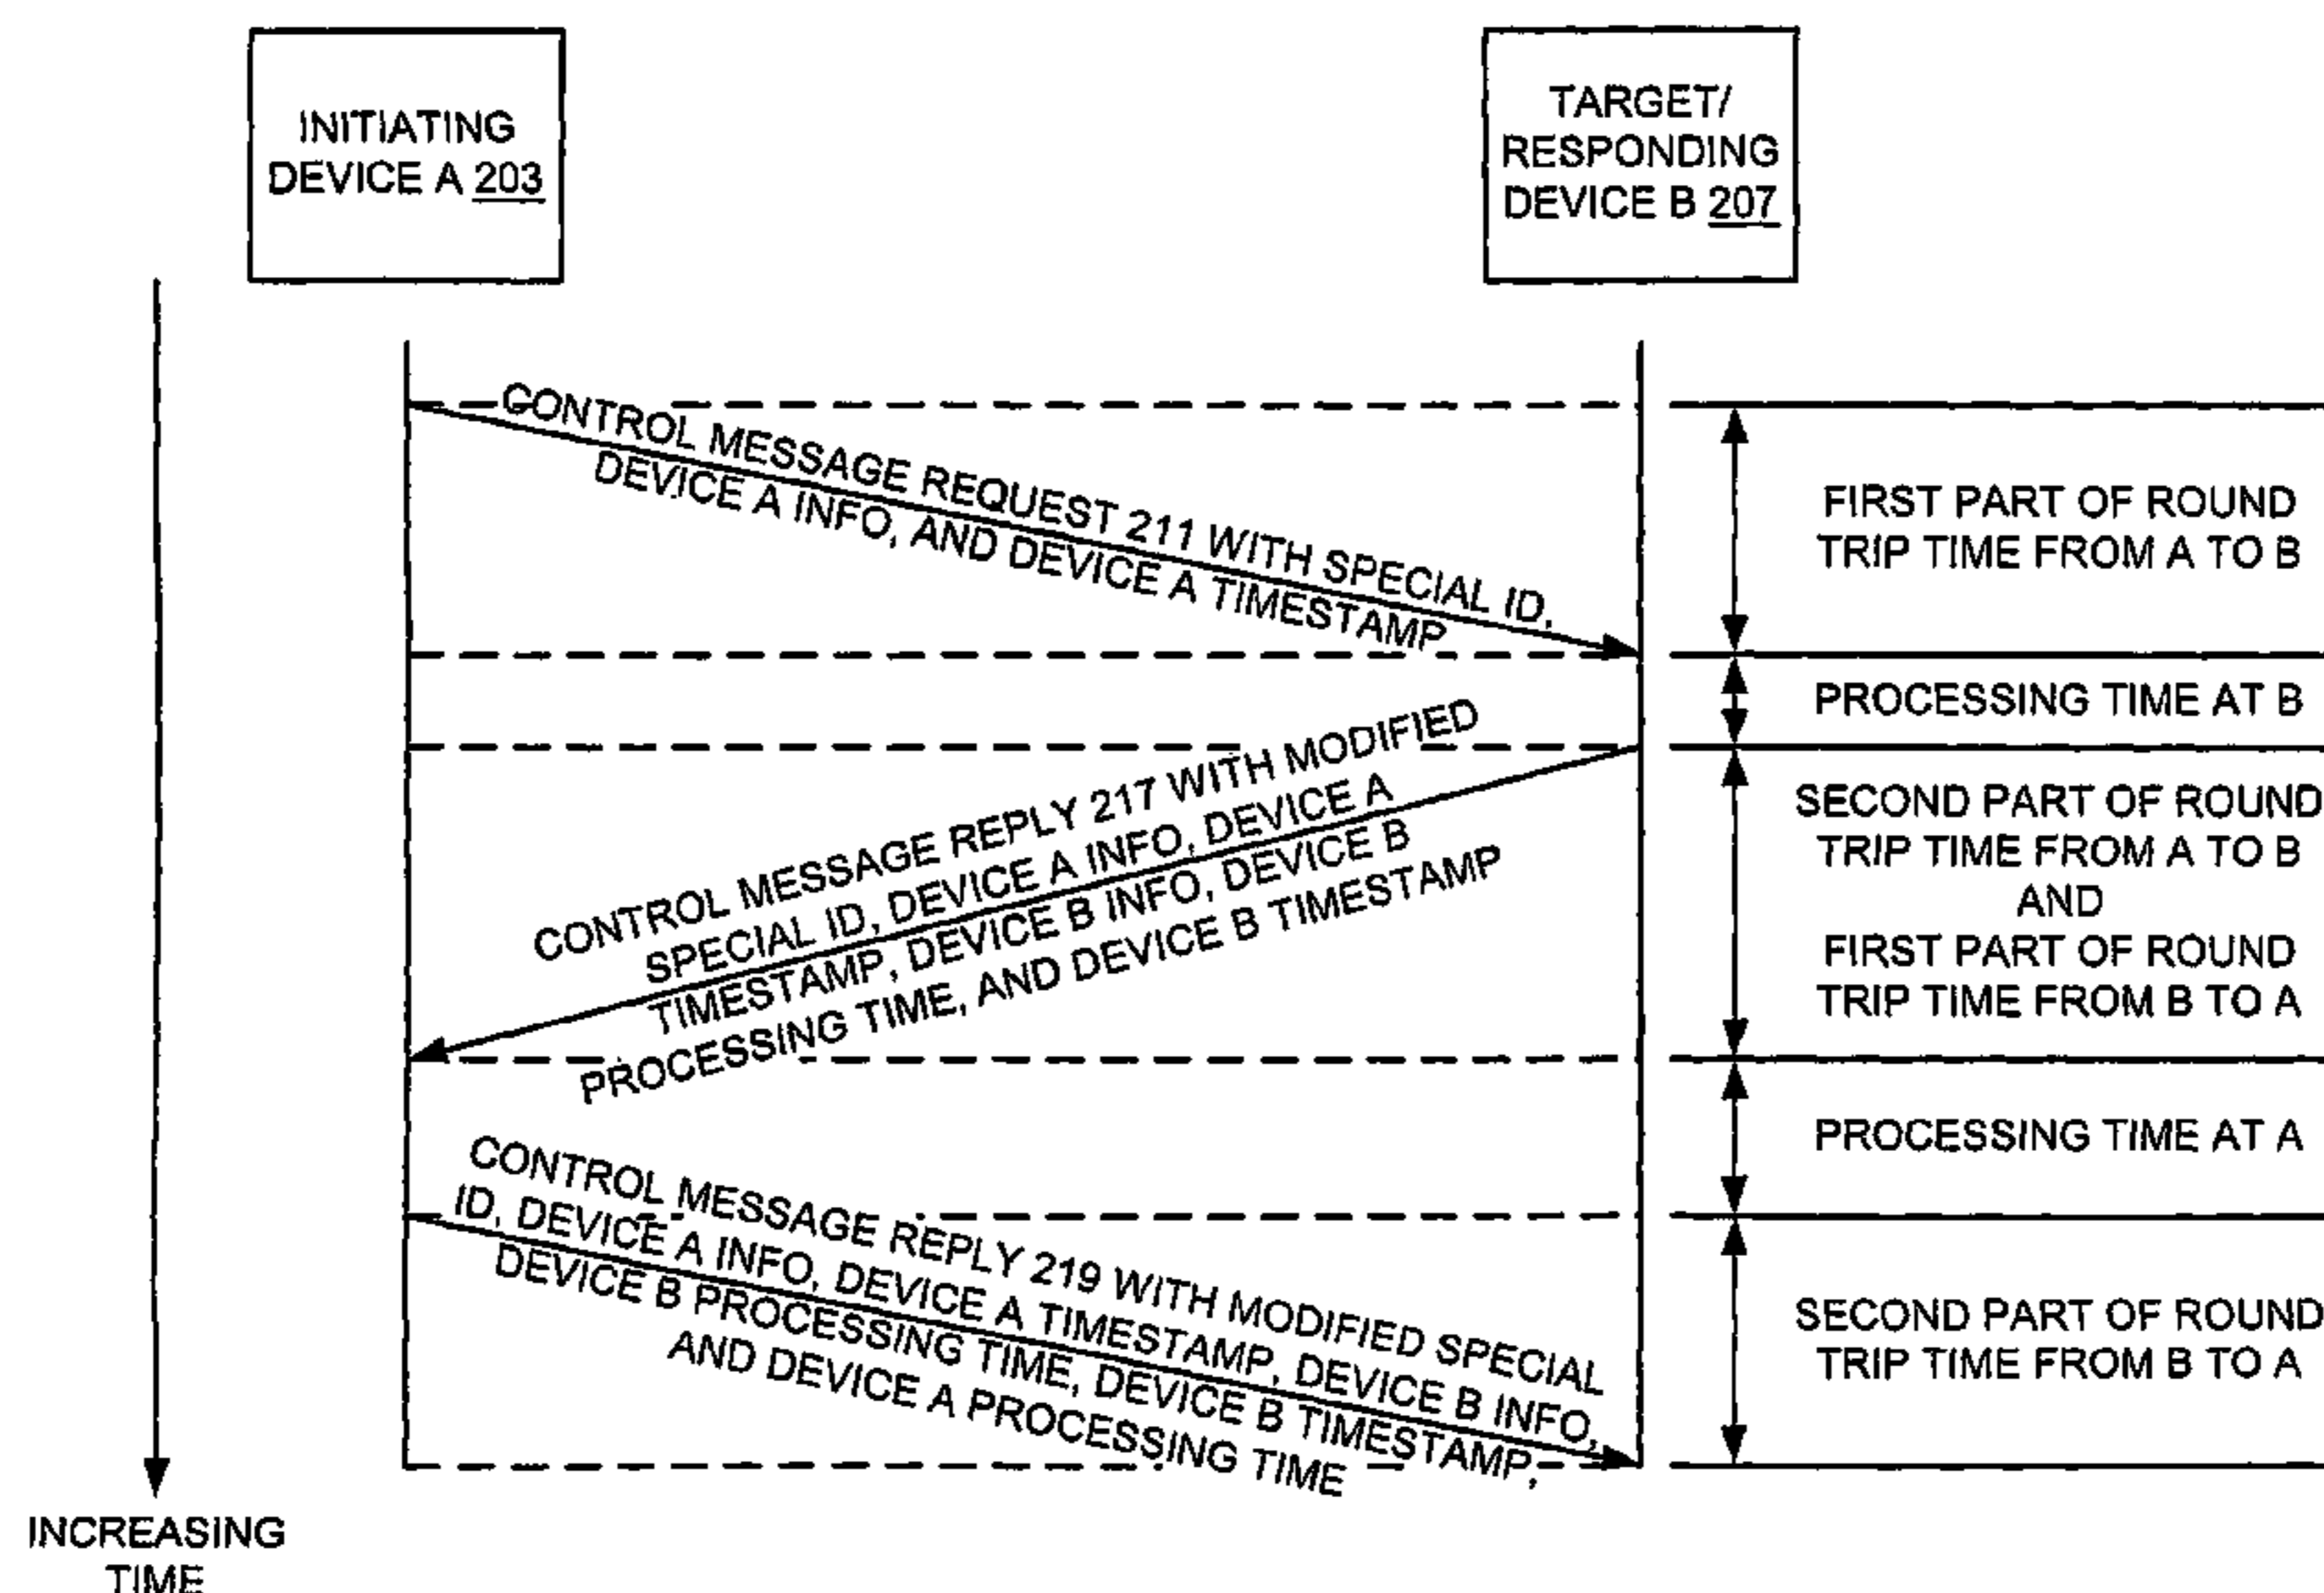 INITIATING
DEVICE A 203
TARGET/
RESPONDING
DEVICE B 207
CONTROL MESSAGE REQUEST 211 WITH SPECIAL ID,
DEVICE A INFO, AND DEVICE A TIMESTAMP
FIRST PART OF ROUND
TRIP TIME FROM A TO B
PROCESSING TIME AT B
CONTROL MESSAGE REPLY 217 WITH MODIFIED
SPECIAL ID, DEVICE A INFO, DEVICE A
TIMESTAMP, DEVICE B INFO, DEVICE B
PROCESSING TIME, AND DEVICE B TIMESTAMP
SECOND PART OF ROUND
TRIP TIME FROM A TO B
AND
FIRST PART OF ROUND
TRIP TIME FROM B TO A
PROCESSING TIME AT A
CONTROL MESSAGE REPLY 219 WITH MODIFIED SPECIAL
ID, DEVICE A INFO, DEVICE A TIMESTAMP, DEVICE B INFO,
DEVICE B PROCESSING TIME, DEVICE B TIMESTAMP,
AND DEVICE A PROCESSING TIME
SECOND PART OF ROUND
TRIP TIME FROM B TO A
INCREASING
TIME